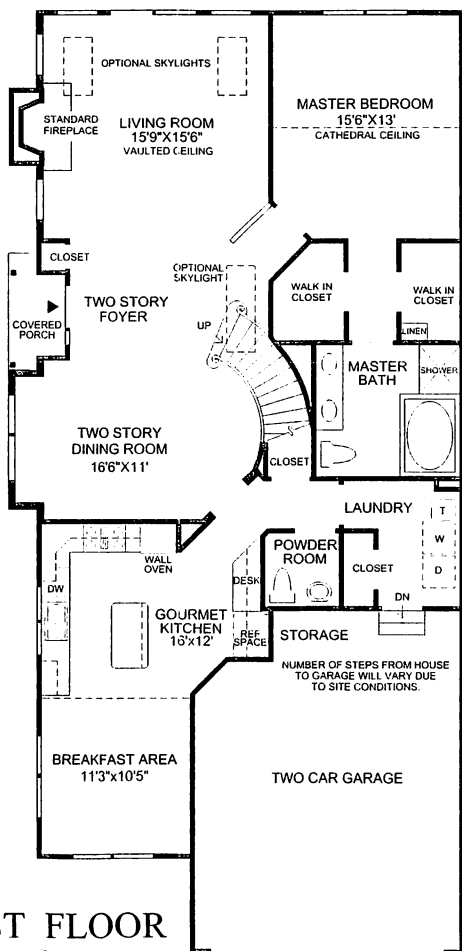 OPTIONAL SKYLIGHTS
MASTER BEDROOM
15'6"X13'
CATHEDRAL CEILING
STANDARD
FIREPLACE
LIVING ROOM
15'9"X15'6"
VAULTED CEILING
CLOSET
OPTIONAL
SKYLIGHT
WALK IN
CLOSET
WALK IN
CLOSET
TWO STORY
FOYER
COVERED
PORCH
UP
LINEN
MASTER
BATH
SHOWER
TWO STORY
DINING ROOM
16'6"X11'
CLOSET
LAUNDRY
T
W
D
WALL
OVEN
POWDER
ROOM
CLOSET
DESK
DW
DN
GOURMET
KITCHEN
16'x12'
REF
SPACE
STORAGE
NUMBER OF STEPS FROM HOUSE
TO GARAGE WILL VARY DUE
TO SITE CONDITIONS.
BREAKFAST AREA
11'3"x10'5"
TWO CAR GARAGE
ST FLOOR